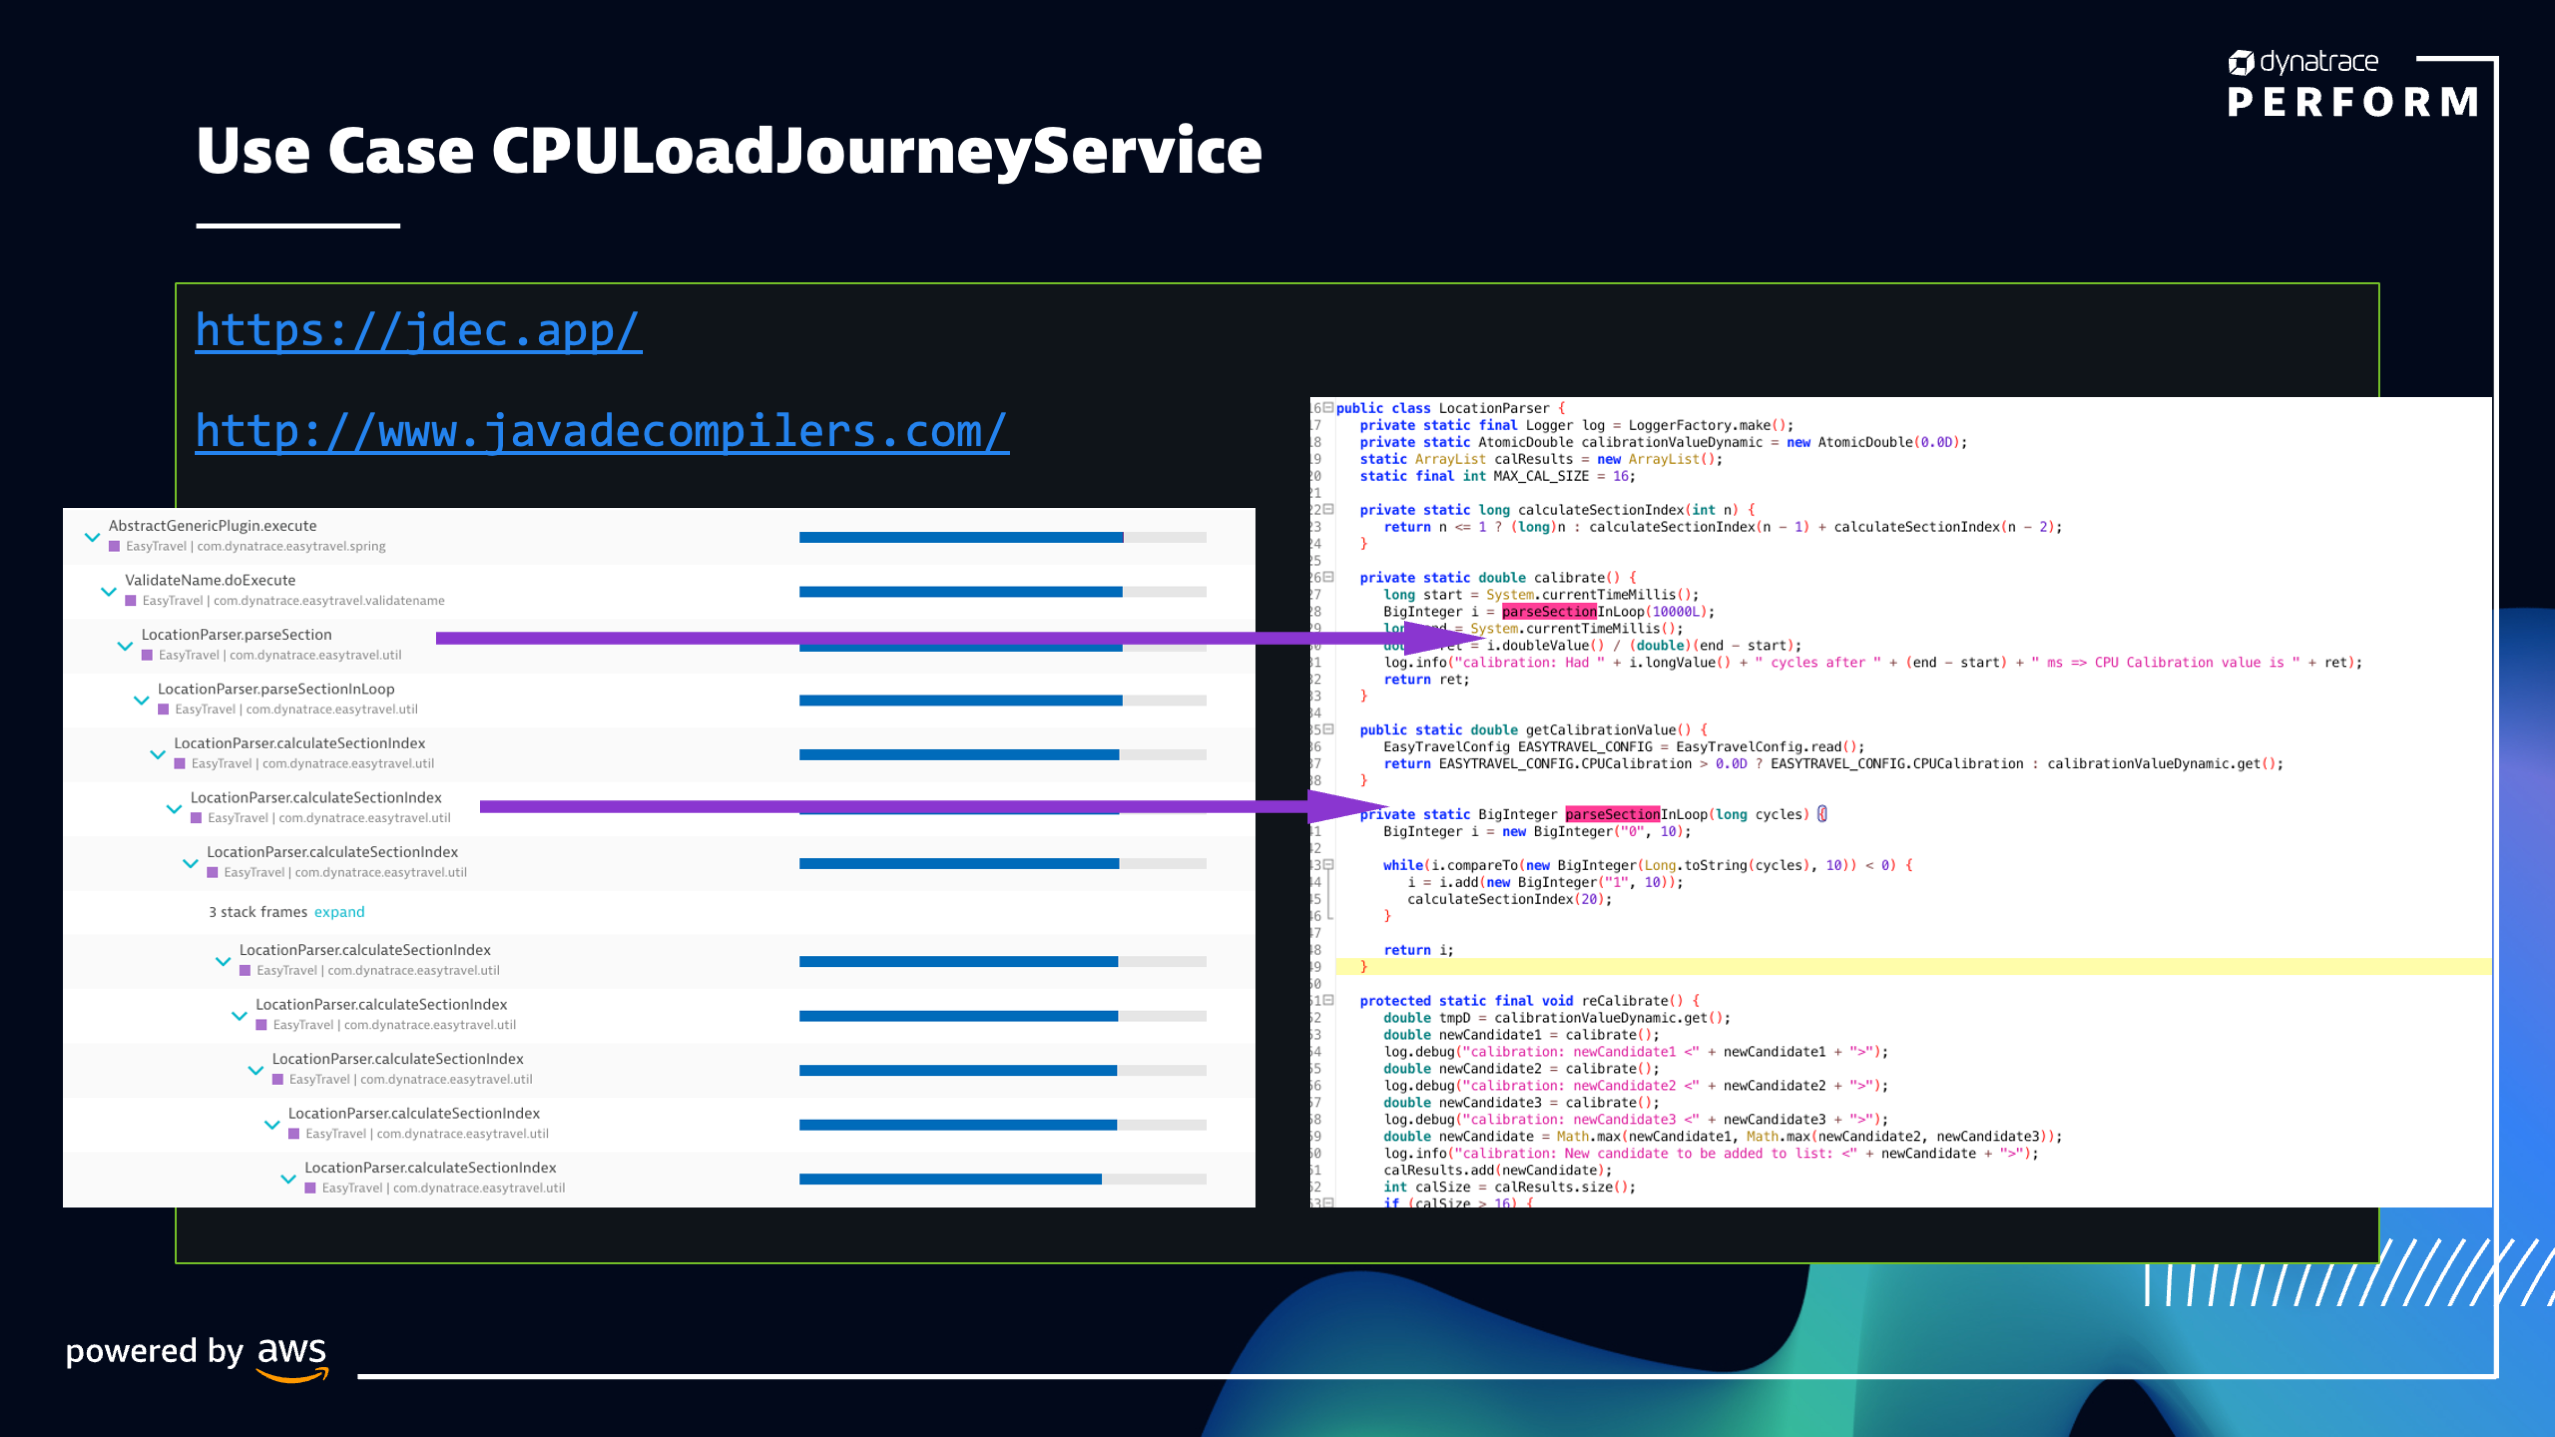 dynatrace
PERFORM
Use Case CPULoadJourneyService
https://jdec.app/
http://www.javadecompilers.com/
AbstractGenericPlugin.execute
EasyTravel | com.dynatrace.easytravel.spring
ValidateName.doExecute
EasyTravel | com.dynatrace.easytravel.validatename
LocationParser.parseSection
EasyTravel | com.dynatrace.easytravel.util
LocationParser.parseSectionInLoop
EasyTravel | com.dynatrace.easytravel.util
LocationParser.calculateSectionIndex
EasyTravel | com.dynatrace.easytravel.util
LocationParser.calculateSectionIndex
EasyTravel | com.dynatrace.easytravel.util
LocationParser.calculateSectionIndex
EasyTravel | com.dynatrace.easytravel.util
3 stack frames expand
LocationParser.calculateSectionIndex
EasyTravel | com.dynatrace.easytravel.util
LocationParser.calculateSectionIndex
EasyTravel | com.dynatrace.easytravel.util
LocationParser.calculateSectionIndex
EasyTravel | com.dynatrace.easytravel.util
LocationParser.calculateSectionIndex
EasyTravel | com.dynatrace.easytravel.util
LocationParser.calculateSectionIndex
EasyTravel | com.dynatrace.easytravel.util
public class LocationParser {
private static final Logger log = LoggerFactory.make();
private static AtomicDouble calibrationValueDynamic = new AtomicDouble(0.0D);
static ArrayList calResults = new ArrayList();
static final int MAX_CAL_SIZE = 16;
private static long calculateSectionIndex(int n) {
return n <= 1 ? (long)n : calculateSectionIndex(n - 1) + calculateSectionIndex(n - 2);
}
private static double calibrate() {
long start = System.currentTimeMillis();
BigInteger i = parseSectionInLoop(10000L);
= System.currentTimeMillis();
= i.doubleValue() / (double)(end - start);
log.info("calibration: Had " + i.longValue() + " cycles after " + (end - start) + " ms => CPU Calibration value is " + ret);
return ret;
}
public static double getCalibrationValue() {
EasyTravelConfig EASYTRAVEL_CONFIG = EasyTravelConfig.read();
return EASYTRAVEL_CONFIG.CPUCalibration > 0.0D ? EASYTRAVEL_CONFIG.CPUCalibration : calibrationValueDynamic.get();
}
private static BigInteger parseSectionInLoop(long cycles) {
BigInteger i = new BigInteger("0", 10);
while(i.compareTo(new BigInteger(Long.toString(cycles), 10)) < 0) {
i = i.add(new BigInteger("1", 10));
calculateSectionIndex(20);
}
return i;
}
protected static final void reCalibrate() {
double tmpD = calibrationValueDynamic.get();
double newCandidate1 = calibrate();
log.debug("calibration: newCandidate1 <" + newCandidate1 + ">");
double newCandidate2 = calibrate();
log.debug("calibration: newCandidate2 <" + newCandidate2 + ">");
double newCandidate3 = calibrate();
log.debug("calibration: newCandidate3 <" + newCandidate3 + ">");
double newCandidate = Math.max(newCandidate1, Math.max(newCandidate2, newCandidate3));
log.info("calibration: New candidate to be added to list: <" + newCandidate + ">");
calResults.add(newCandidate);
int calSize = calResults.size();
if (calSize > 16) {
powered by aws